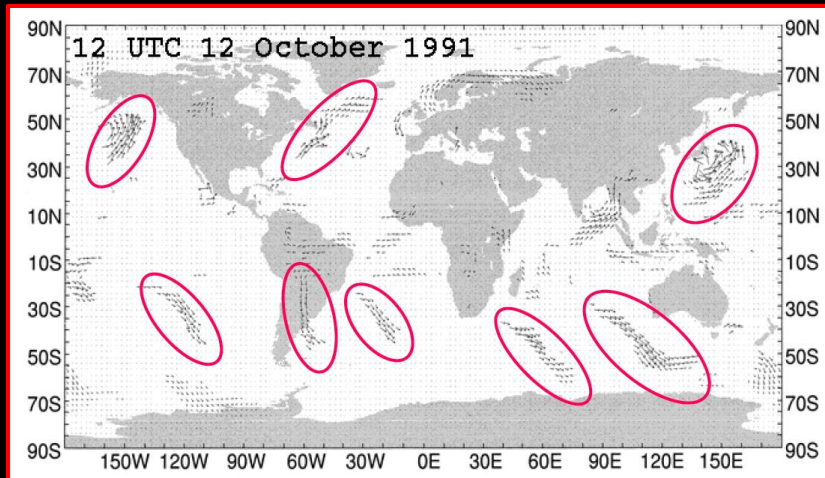 90N 90N
12 UTC 12 October 1991
70N 70N
50N 50N
30N 30N
10N 10N
10S 10S
30S 30S
50S 50S
70S 70S
90S 90S
150W 120W 90W 60W 30W 0E 30E 60E 90E 120E 150E